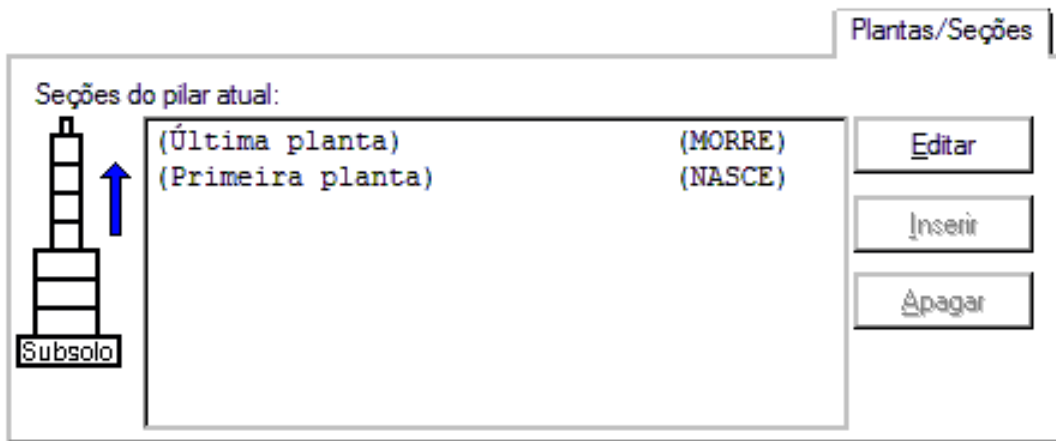 Plantas/Seções
Seções do pilar atual:
(Última planta) (MORRE)
(Primeira planta) (NASCE)
Editar
Inserir
Apagar
Subsolo